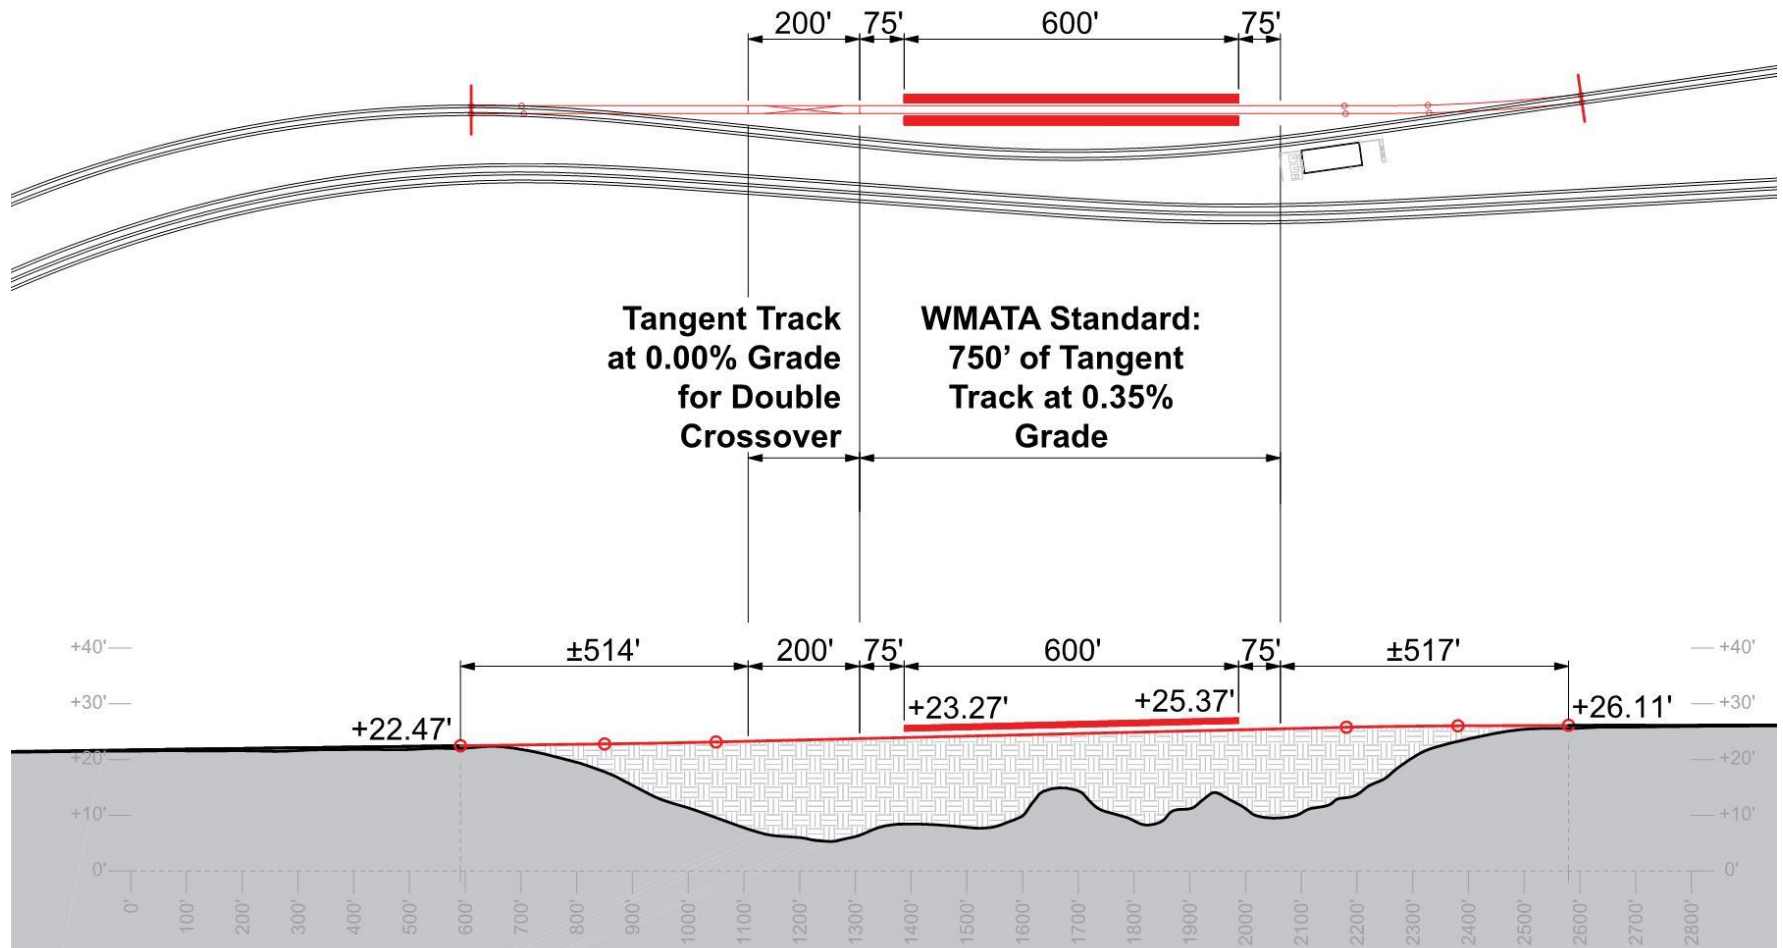 200' 75' 600' 75'
Tangent Track
at 0.00% Grade
for Double
Crossover
WMATA Standard:
750’ of Tangent
Track at 0.35%
Grade
+40' ±514' 200' 75' 600' 75' ±517' +40'
+30' +22.47' +23.27' +25.37' +26.11' +30'
+20' +20'
+10' +10'
0' 0'
0' 100' 200' 300' 400' 500' 600' 700' 800' 900' 1000' 1100' 1200' 1300' 1400' 1500' 1600' 1700' 1800' 1900' 2000' 2100' 2200' 2300' 2400' 2500' 2600' 2700' 2800'